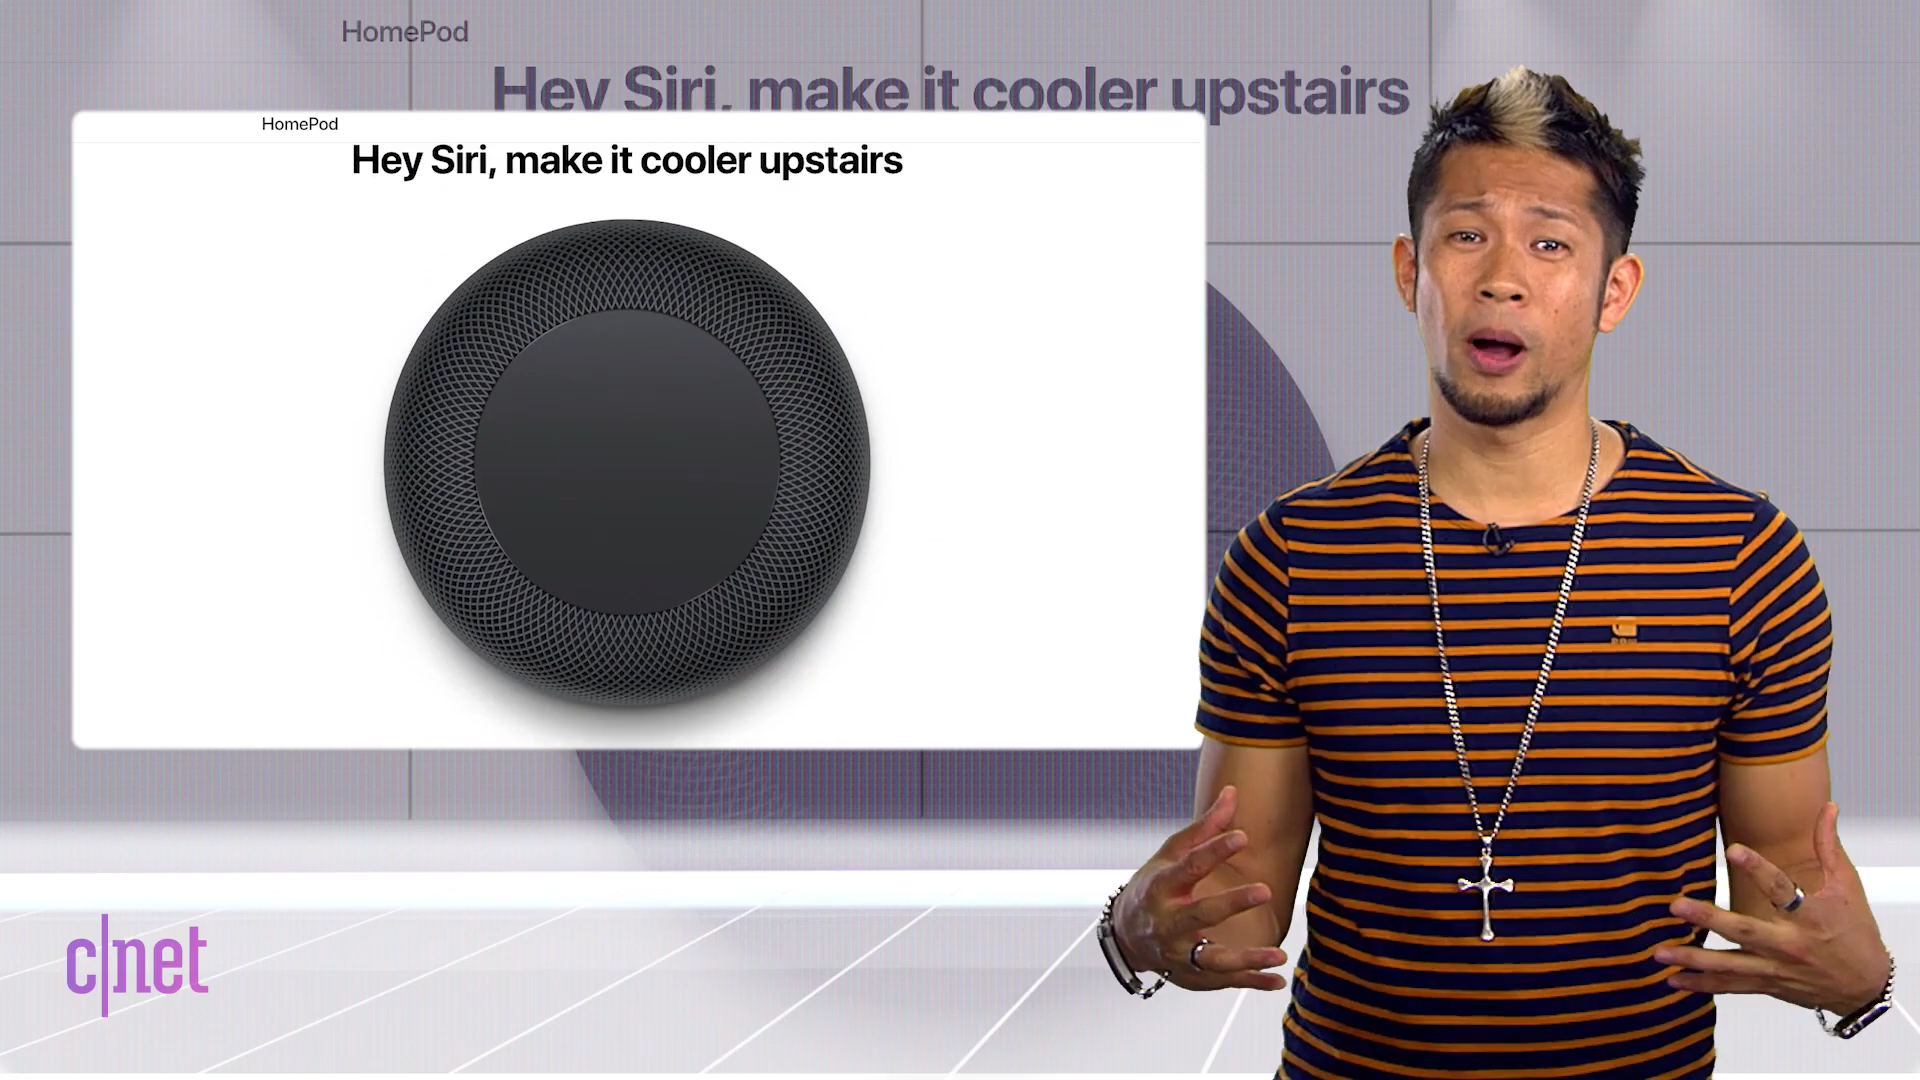 HomePod
Hey Siri, make it cooler upstairs
HomePod
Hey Siri, make it cooler upstairs
c|net